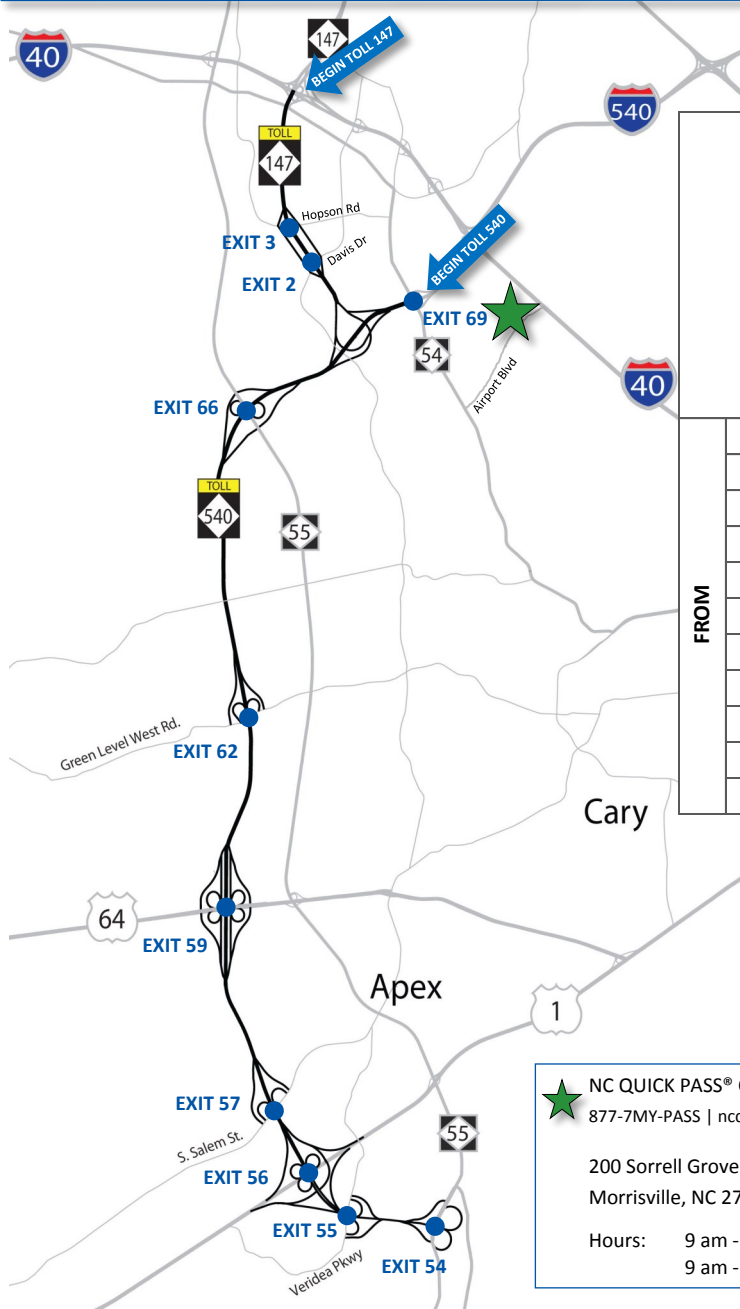 147
BEGIN TOLL 147
40
540
TOLL
147
Hopson Rd
EXIT 3
Davis Dr
EXIT 2
BEGIN TOLL 540
EXIT 69
54
Airport Blvd
40
EXIT 66
TOLL
540
55
FROM
Green Level West Rd.
EXIT 62
Cary
64
EXIT 59
Apex
1
EXIT 57
S. Salem St.
55
EXIT 56
EXIT 55
EXIT 54
Veridea Pkwy
NC QUICK PASS®
877-7MY-PASS |
200 Sorrell Grove
Morrisville, NC 27
Hours: 9 am -
9 am -